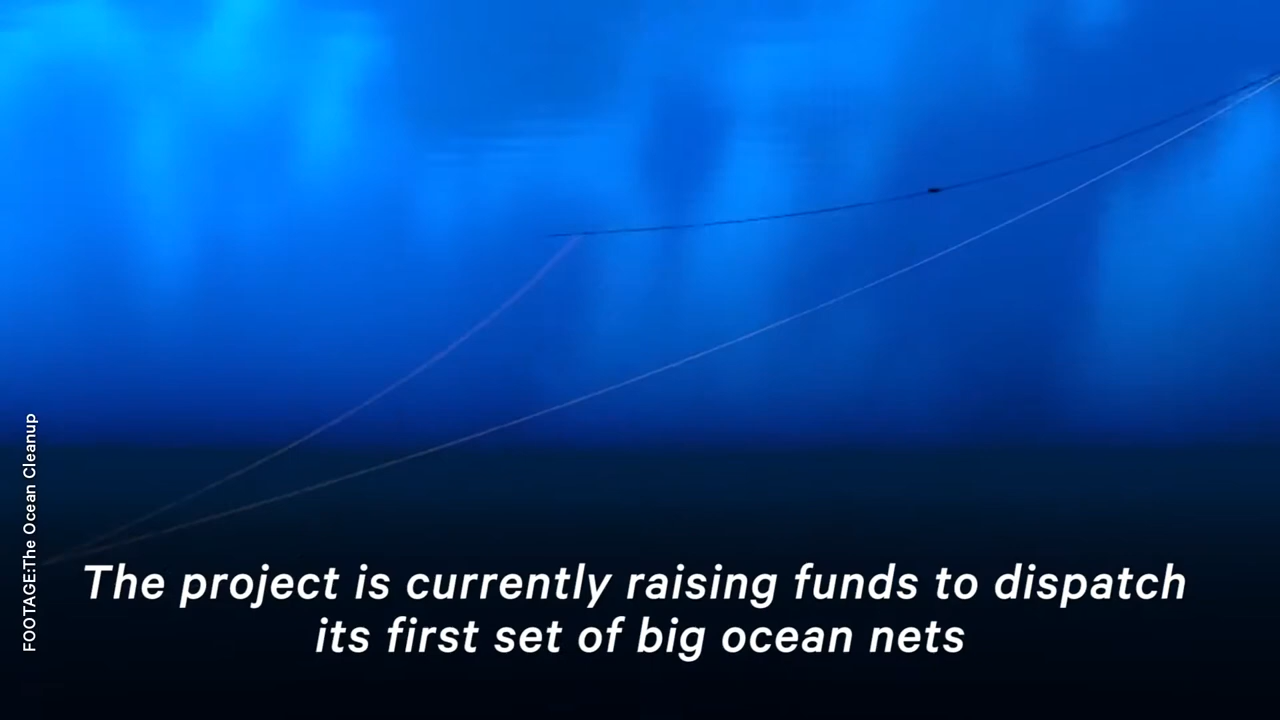 FOOTAGE:The Ocean Cleanup
The project is currently raising funds to dispatch
its first set of big ocean nets